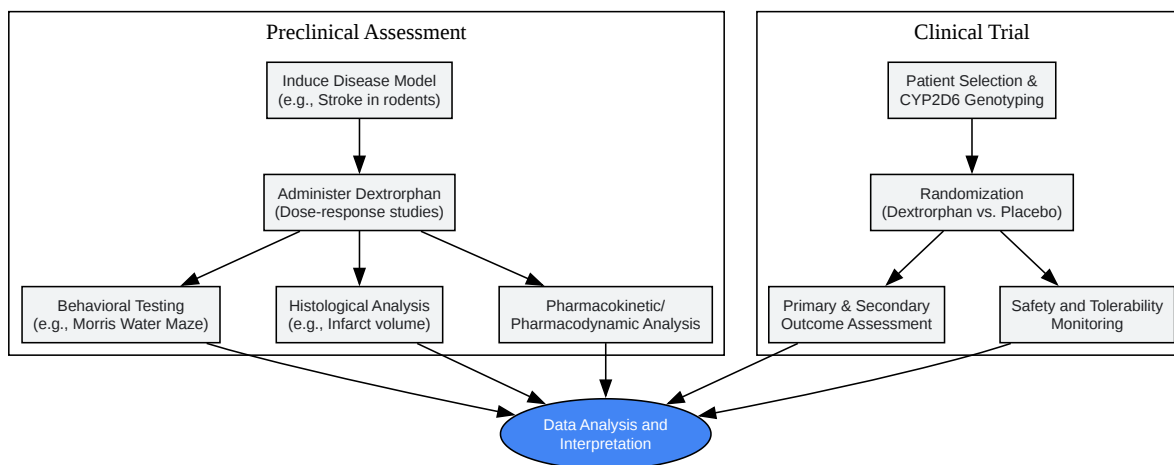 Preclinical Assessment
Induce Disease Model
(e.g., Stroke in rodents)
Administer Dextrorphan
(Dose-response studies)
Behavioral Testing
(e.g., Morris Water Maze)
Histological Analysis
(e.g., Infarct volume)
Pharmacokinetic/
Pharmacodynamic Analysis
Clinical Trial
Patient Selection &
CYP2D6 Genotyping
Randomization
(Dextrorphan vs. Placebo)
Primary & Secondary
Outcome Assessment
Safety and Tolerability
Monitoring
Data Analysis and
Interpretation